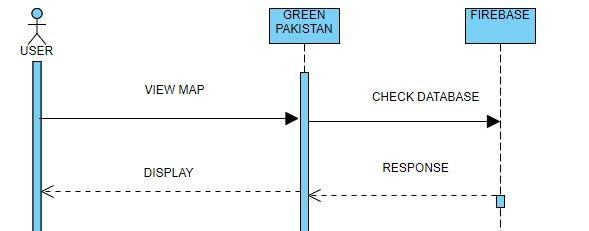 USER
GREEN
PAKISTAN
FIREBASE
VIEW MAP
CHECK DATABASE
DISPLAY
RESPONSE